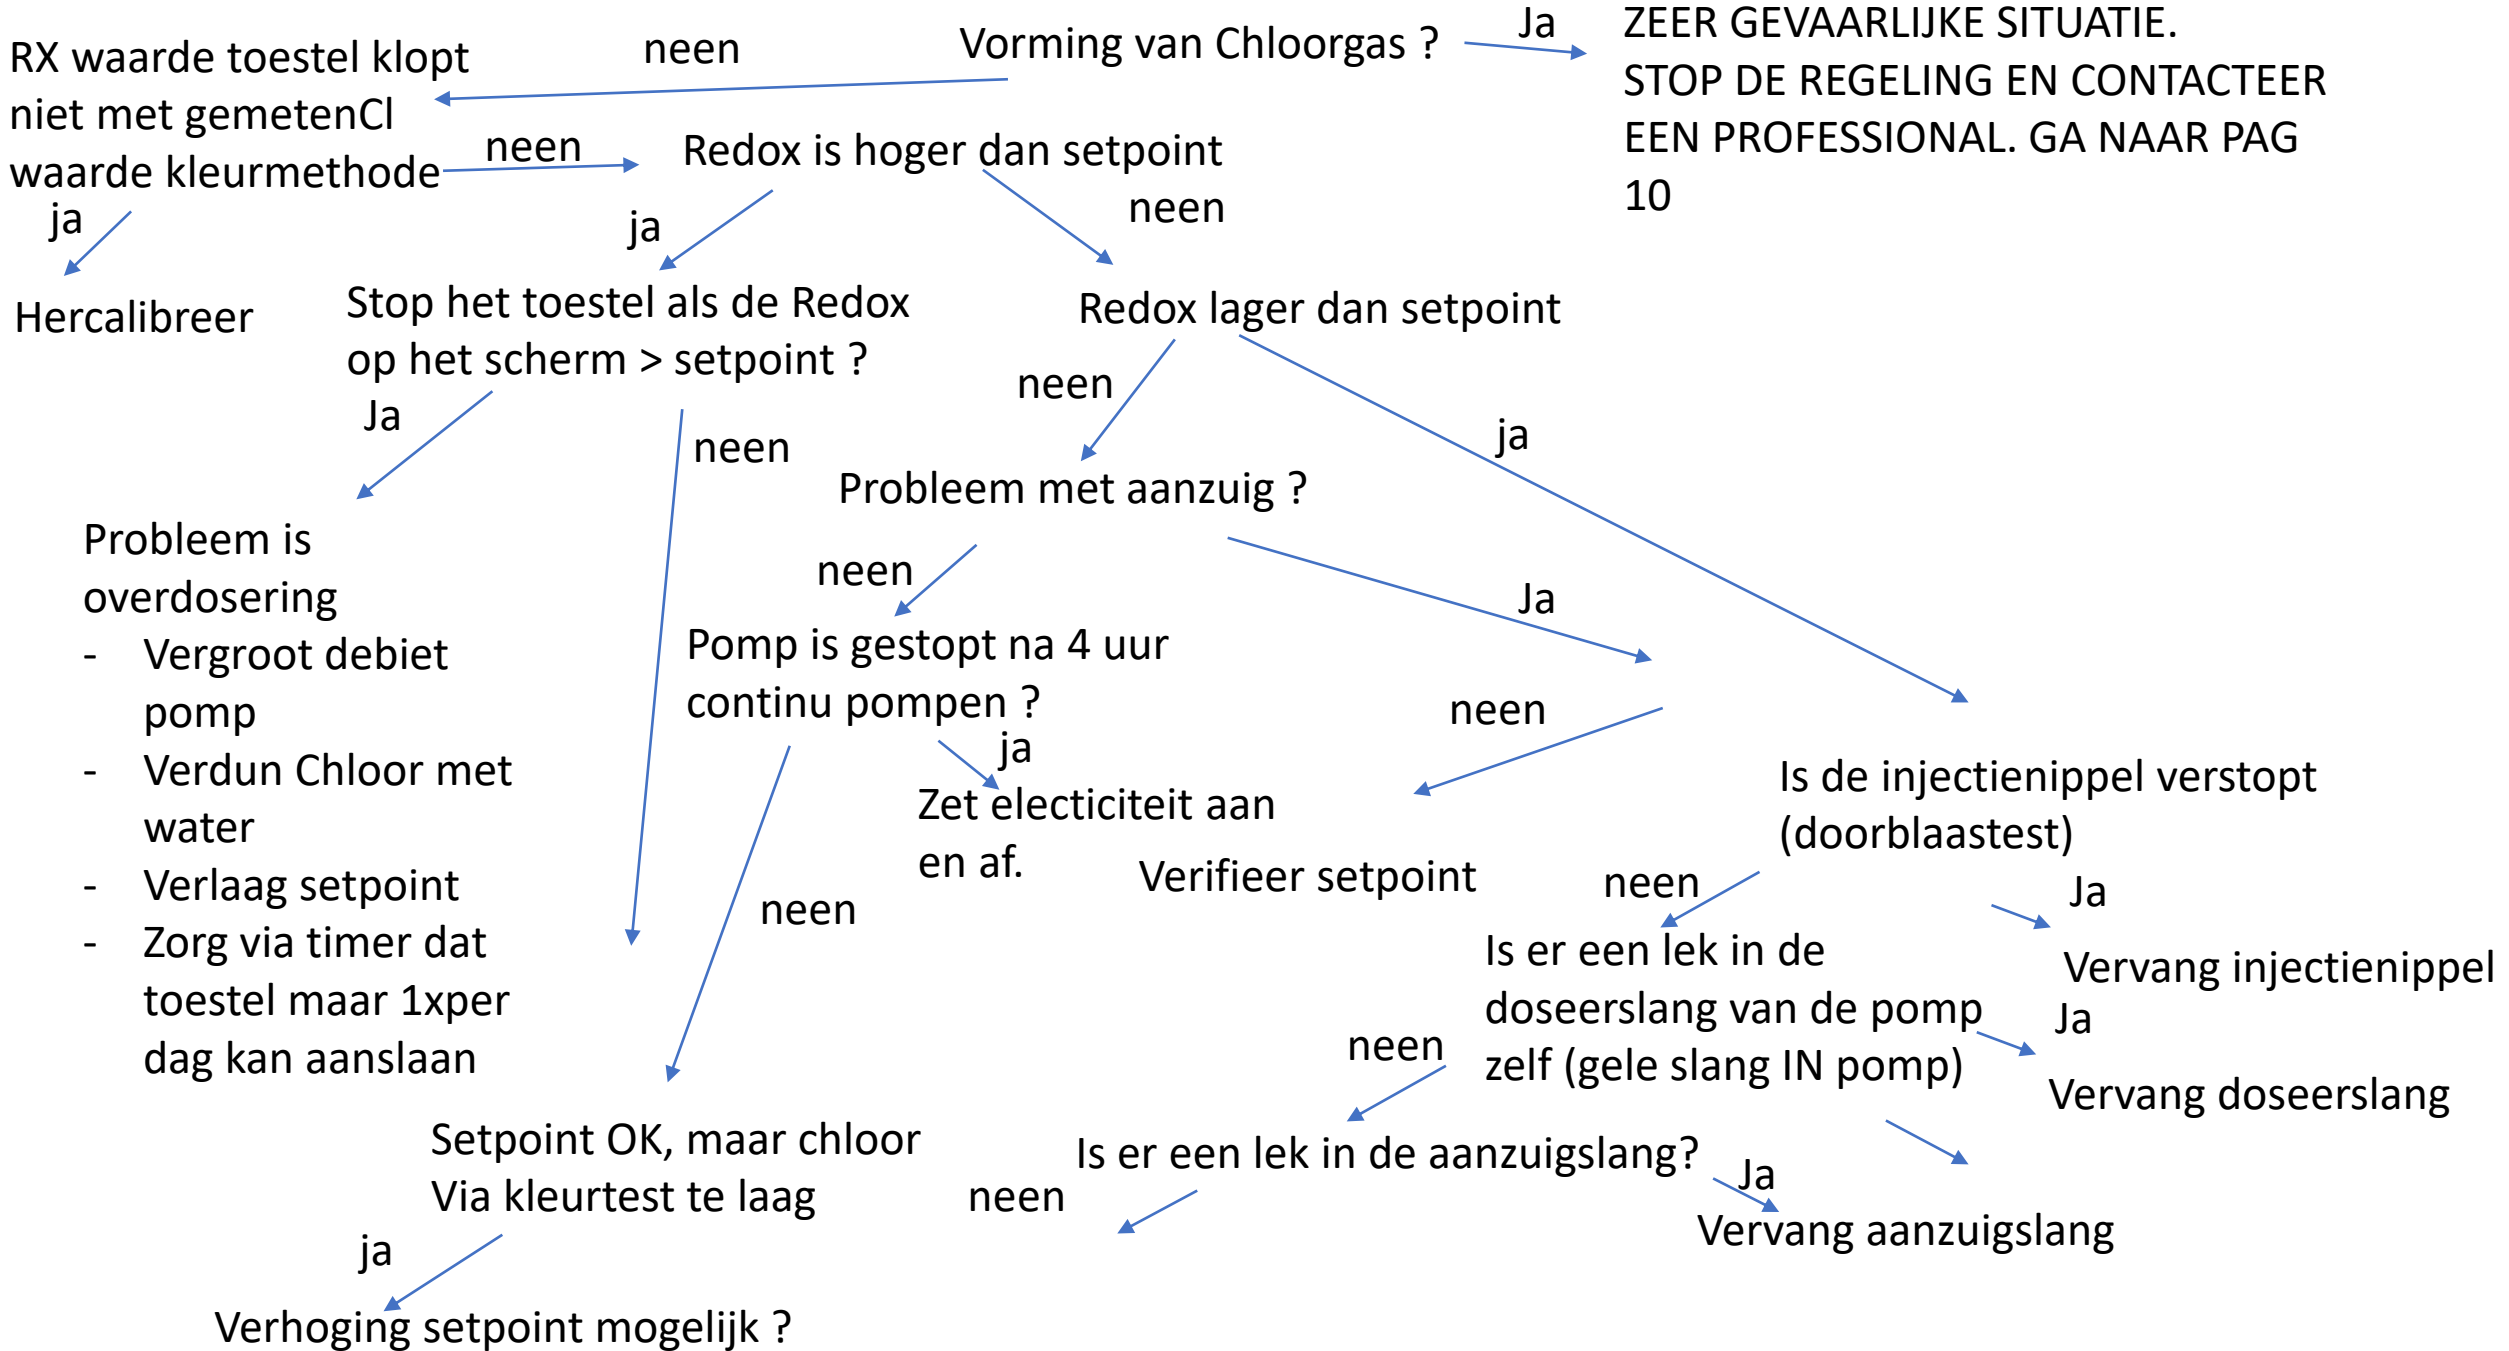 Vorming van Chloorgas ?
Ja
ZEER GEVAARLIJKE SITUATIE.
STOP DE REGELING EN CONTACTEER
EEN PROFESSIONAL. GA NAAR PAG
10
neen
RX waarde toestel klopt
niet met gemetenCl
waarde kleurmethode
neen
Redox is hoger dan setpoint
ja
ja
neen
Hercalibreer
Stop het toestel als de Redox
op het scherm > setpoint ?
Redox lager dan setpoint
Ja
neen
neen
ja
Probleem met aanzuig ?
Probleem is
overdosering
- Vergroot debiet
pomp
- Verdun Chloor met
water
- Verlaag setpoint
- Zorg via timer dat
toestel maar 1xper
dag kan aanslaan
neen
Ja
Pomp is gestopt na 4 uur
continu pompen ?
ja
neen
Zet electiciteit aan
en af.
neen
Verifieer setpoint
Is de injectienippel verstopt
(doorblaastest)
neen
Ja
Vervang injectienippel
Is er een lek in de
doseerslang van de pomp
zelf (gele slang IN pomp)
Ja
Vervang doseerslang
neen
Is er een lek in de aanzuigslang?
Ja
Vervang aanzuigslang
neen
Setpoint OK, maar chloor
Via kleurtest te laag
ja
Verhoging setpoint mogelijk ?